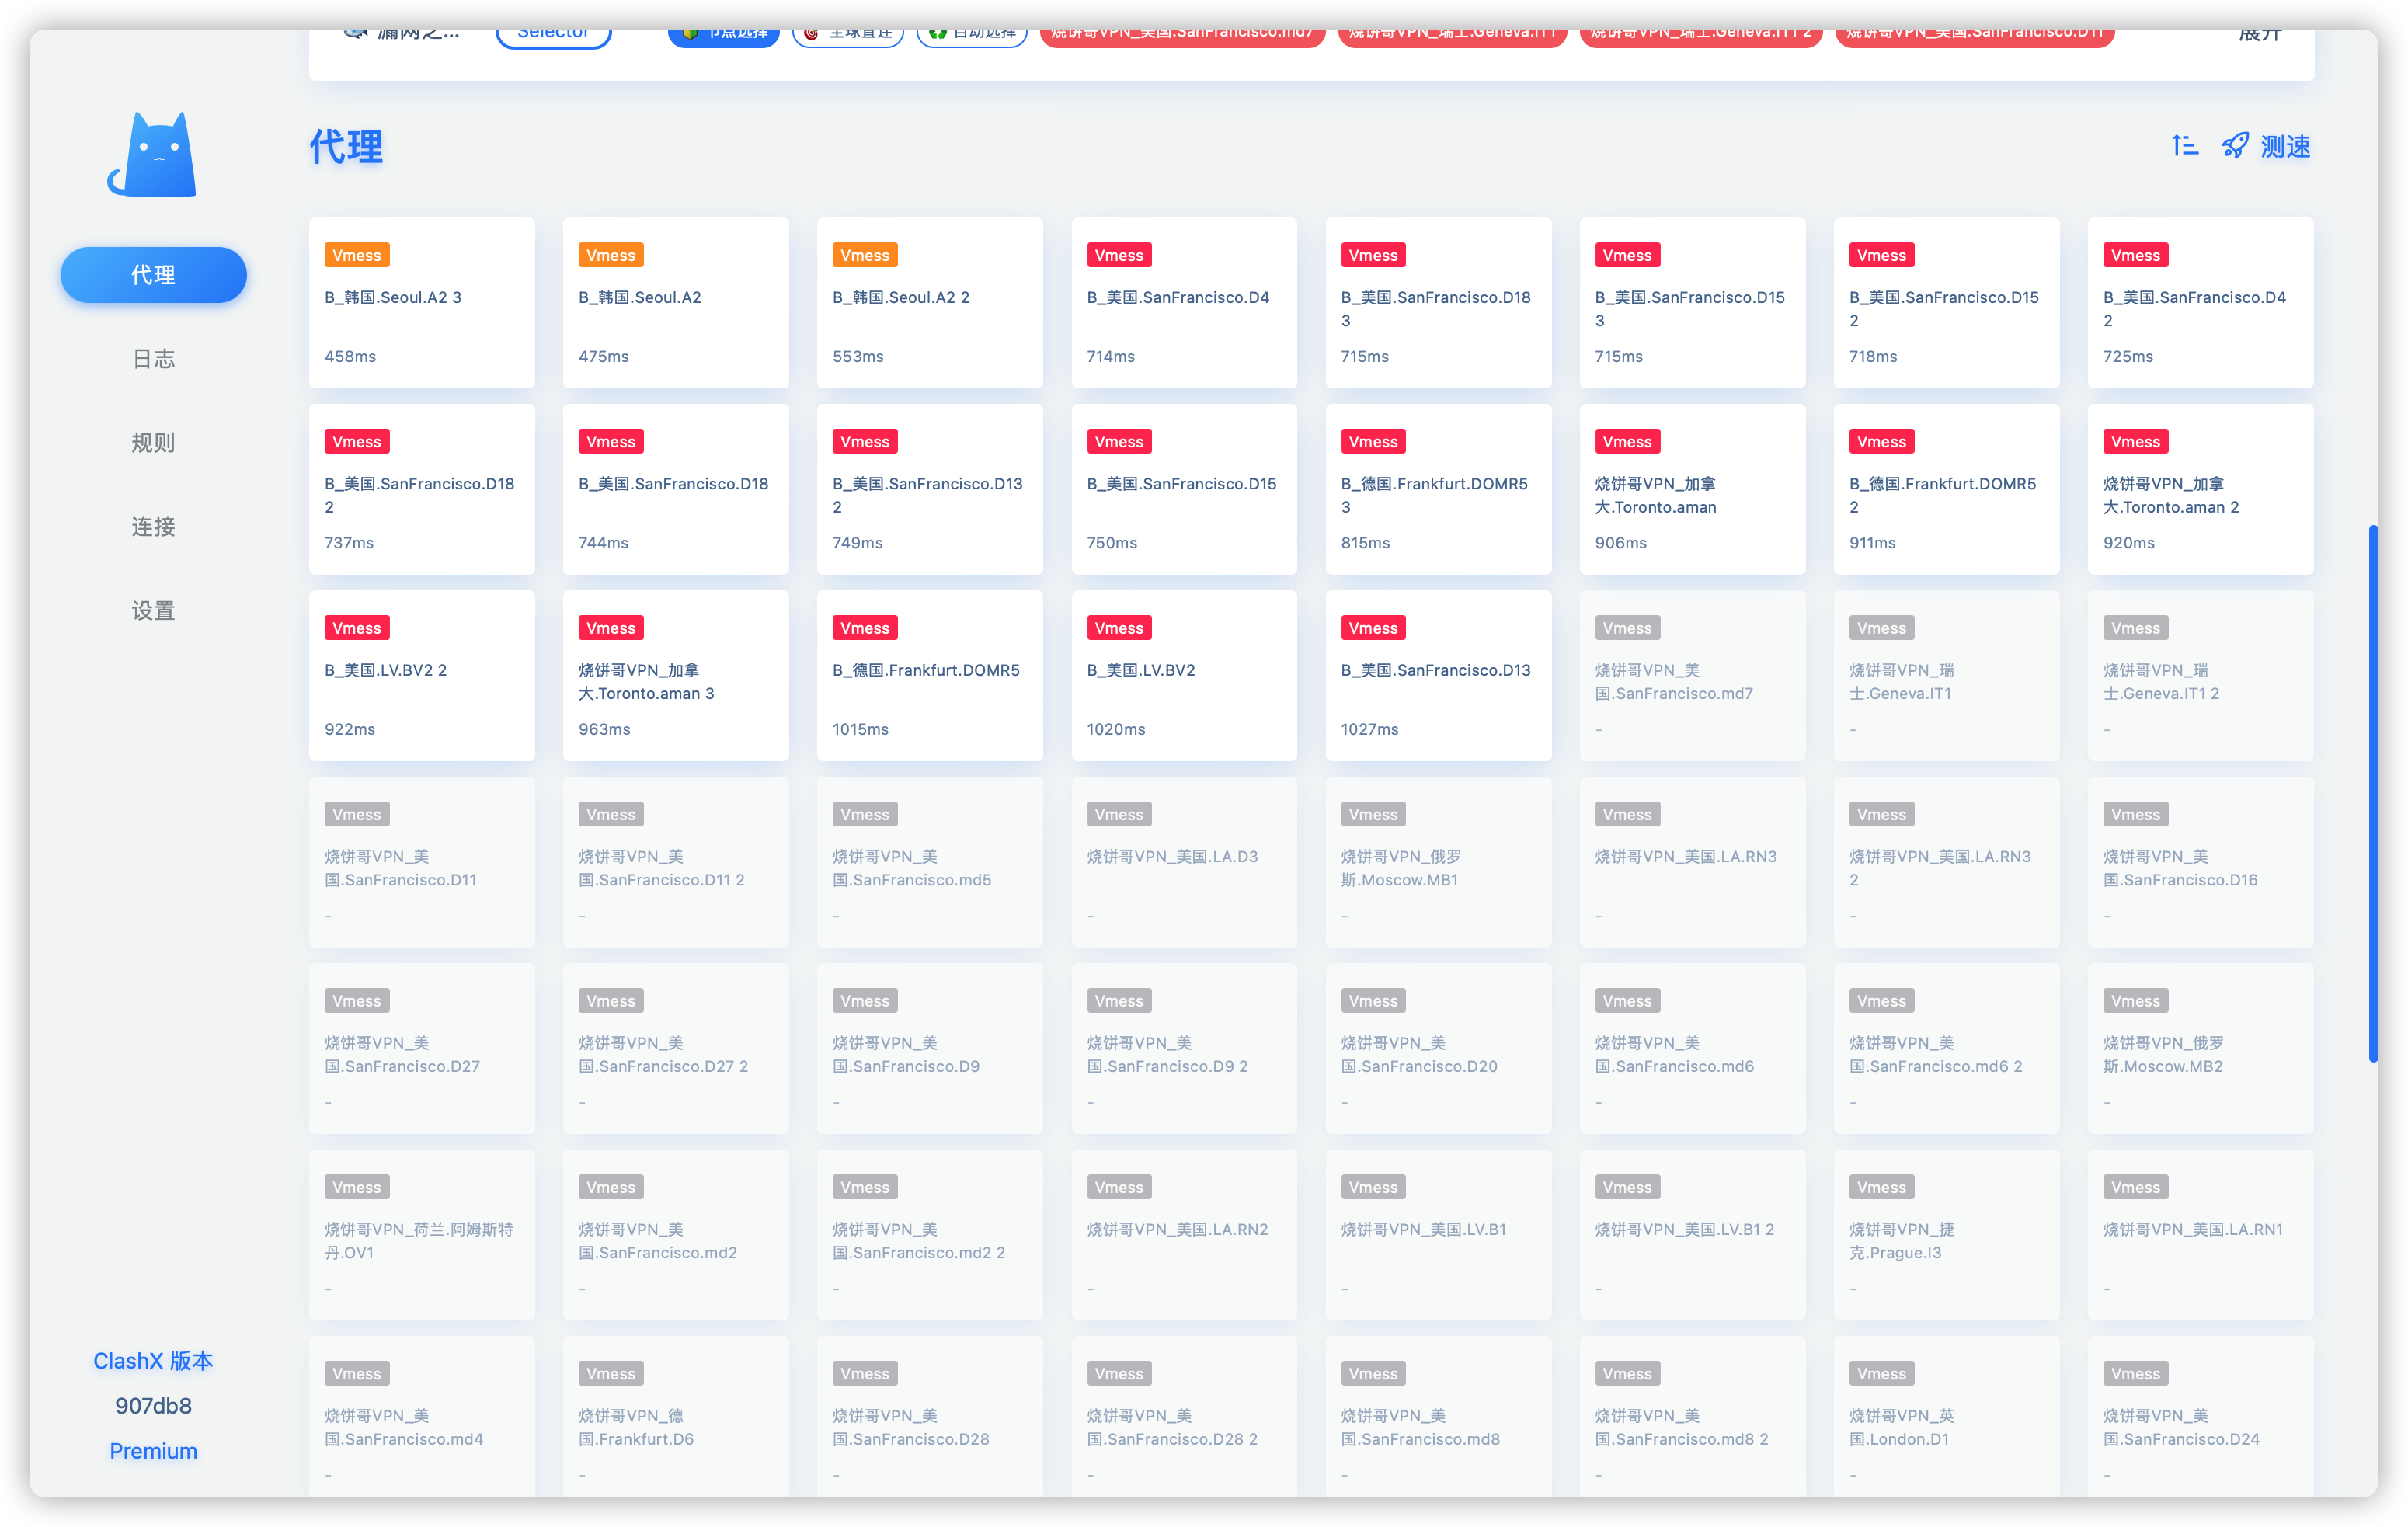 漏网之... Selector 节点选择 全球直连 自动选择 烧饼哥VPN_美国.SanFrancisco.md7 烧饼哥VPN_瑞士.Geneva.IT1 烧饼哥VPN_瑞士.Geneva.IT1 2 烧饼哥VPN_美国.SanFrancisco.D11 展开
代理
测速
代理
日志
规则
连接
设置
Vmess
B_韩国.Seoul.A2 3
458ms
Vmess
B_韩国.Seoul.A2
475ms
Vmess
B_韩国.Seoul.A2 2
553ms
Vmess
B_美国.SanFrancisco.D4
714ms
Vmess
B_美国.SanFrancisco.D18
3
715ms
Vmess
B_美国.SanFrancisco.D15
3
715ms
Vmess
B_美国.SanFrancisco.D15
2
718ms
Vmess
B_美国.SanFrancisco.D4
2
725ms
Vmess
B_美国.SanFrancisco.D18
2
737ms
Vmess
B_美国.SanFrancisco.D18
744ms
Vmess
B_美国.SanFrancisco.D13
2
749ms
Vmess
B_美国.SanFrancisco.D15
750ms
Vmess
B_德国.Frankfurt.DOMR5
3
815ms
Vmess
烧饼哥VPN_加拿
大.Toronto.aman
906ms
Vmess
B_德国.Frankfurt.DOMR5
2
911ms
Vmess
烧饼哥VPN_加拿
大.Toronto.aman 2
920ms
Vmess
B_美国.LV.BV2 2
922ms
Vmess
烧饼哥VPN_加拿
大.Toronto.aman 3
963ms
Vmess
B_德国.Frankfurt.DOMR5
1015ms
Vmess
B_美国.LV.BV2
1020ms
Vmess
B_美国.SanFrancisco.D13
1027ms
Vmess
烧饼哥VPN_美
国.SanFrancisco.md7
-
Vmess
烧饼哥VPN_瑞
士.Geneva.IT1
-
Vmess
烧饼哥VPN_瑞
士.Geneva.IT1 2
-
Vmess
烧饼哥VPN_美
国.SanFrancisco.D11
-
Vmess
烧饼哥VPN_美
国.SanFrancisco.D11 2
-
Vmess
烧饼哥VPN_美
国.SanFrancisco.md5
-
Vmess
烧饼哥VPN_美国.LA.D3
-
Vmess
烧饼哥VPN_俄罗
斯.Moscow.MB1
-
Vmess
烧饼哥VPN_美国.LA.RN3
-
Vmess
烧饼哥VPN_美国.LA.RN3
2
-
Vmess
烧饼哥VPN_美
国.SanFrancisco.D16
-
Vmess
烧饼哥VPN_美
国.SanFrancisco.D27
-
Vmess
烧饼哥VPN_美
国.SanFrancisco.D27 2
-
Vmess
烧饼哥VPN_美
国.SanFrancisco.D9
-
Vmess
烧饼哥VPN_美
国.SanFrancisco.D9 2
-
Vmess
烧饼哥VPN_美
国.SanFrancisco.D20
-
Vmess
烧饼哥VPN_美
国.SanFrancisco.md6
-
Vmess
烧饼哥VPN_美
国.SanFrancisco.md6 2
-
Vmess
烧饼哥VPN_俄罗
斯.Moscow.MB2
-
Vmess
烧饼哥VPN_荷兰.阿姆斯特
丹.OV1
-
Vmess
烧饼哥VPN_美
国.SanFrancisco.md2
-
Vmess
烧饼哥VPN_美
国.SanFrancisco.md2 2
-
Vmess
烧饼哥VPN_美国.LA.RN2
-
Vmess
烧饼哥VPN_美国.LV.B1
-
Vmess
烧饼哥VPN_美国.LV.B1 2
-
Vmess
烧饼哥VPN_捷
克.Prague.I3
-
Vmess
烧饼哥VPN_美国.LA.RN1
-
Vmess
烧饼哥VPN_美
国.SanFrancisco.md4
-
Vmess
烧饼哥VPN_德
国.Frankfurt.D6
-
Vmess
烧饼哥VPN_美
国.SanFrancisco.D28
-
Vmess
烧饼哥VPN_美
国.SanFrancisco.D28 2
-
Vmess
烧饼哥VPN_美
国.SanFrancisco.md8
-
Vmess
烧饼哥VPN_美
国.SanFrancisco.md8 2
-
Vmess
烧饼哥VPN_英
国.London.D1
-
Vmess
烧饼哥VPN_美
国.SanFrancisco.D24
-
ClashX 版本
907db8
Premium